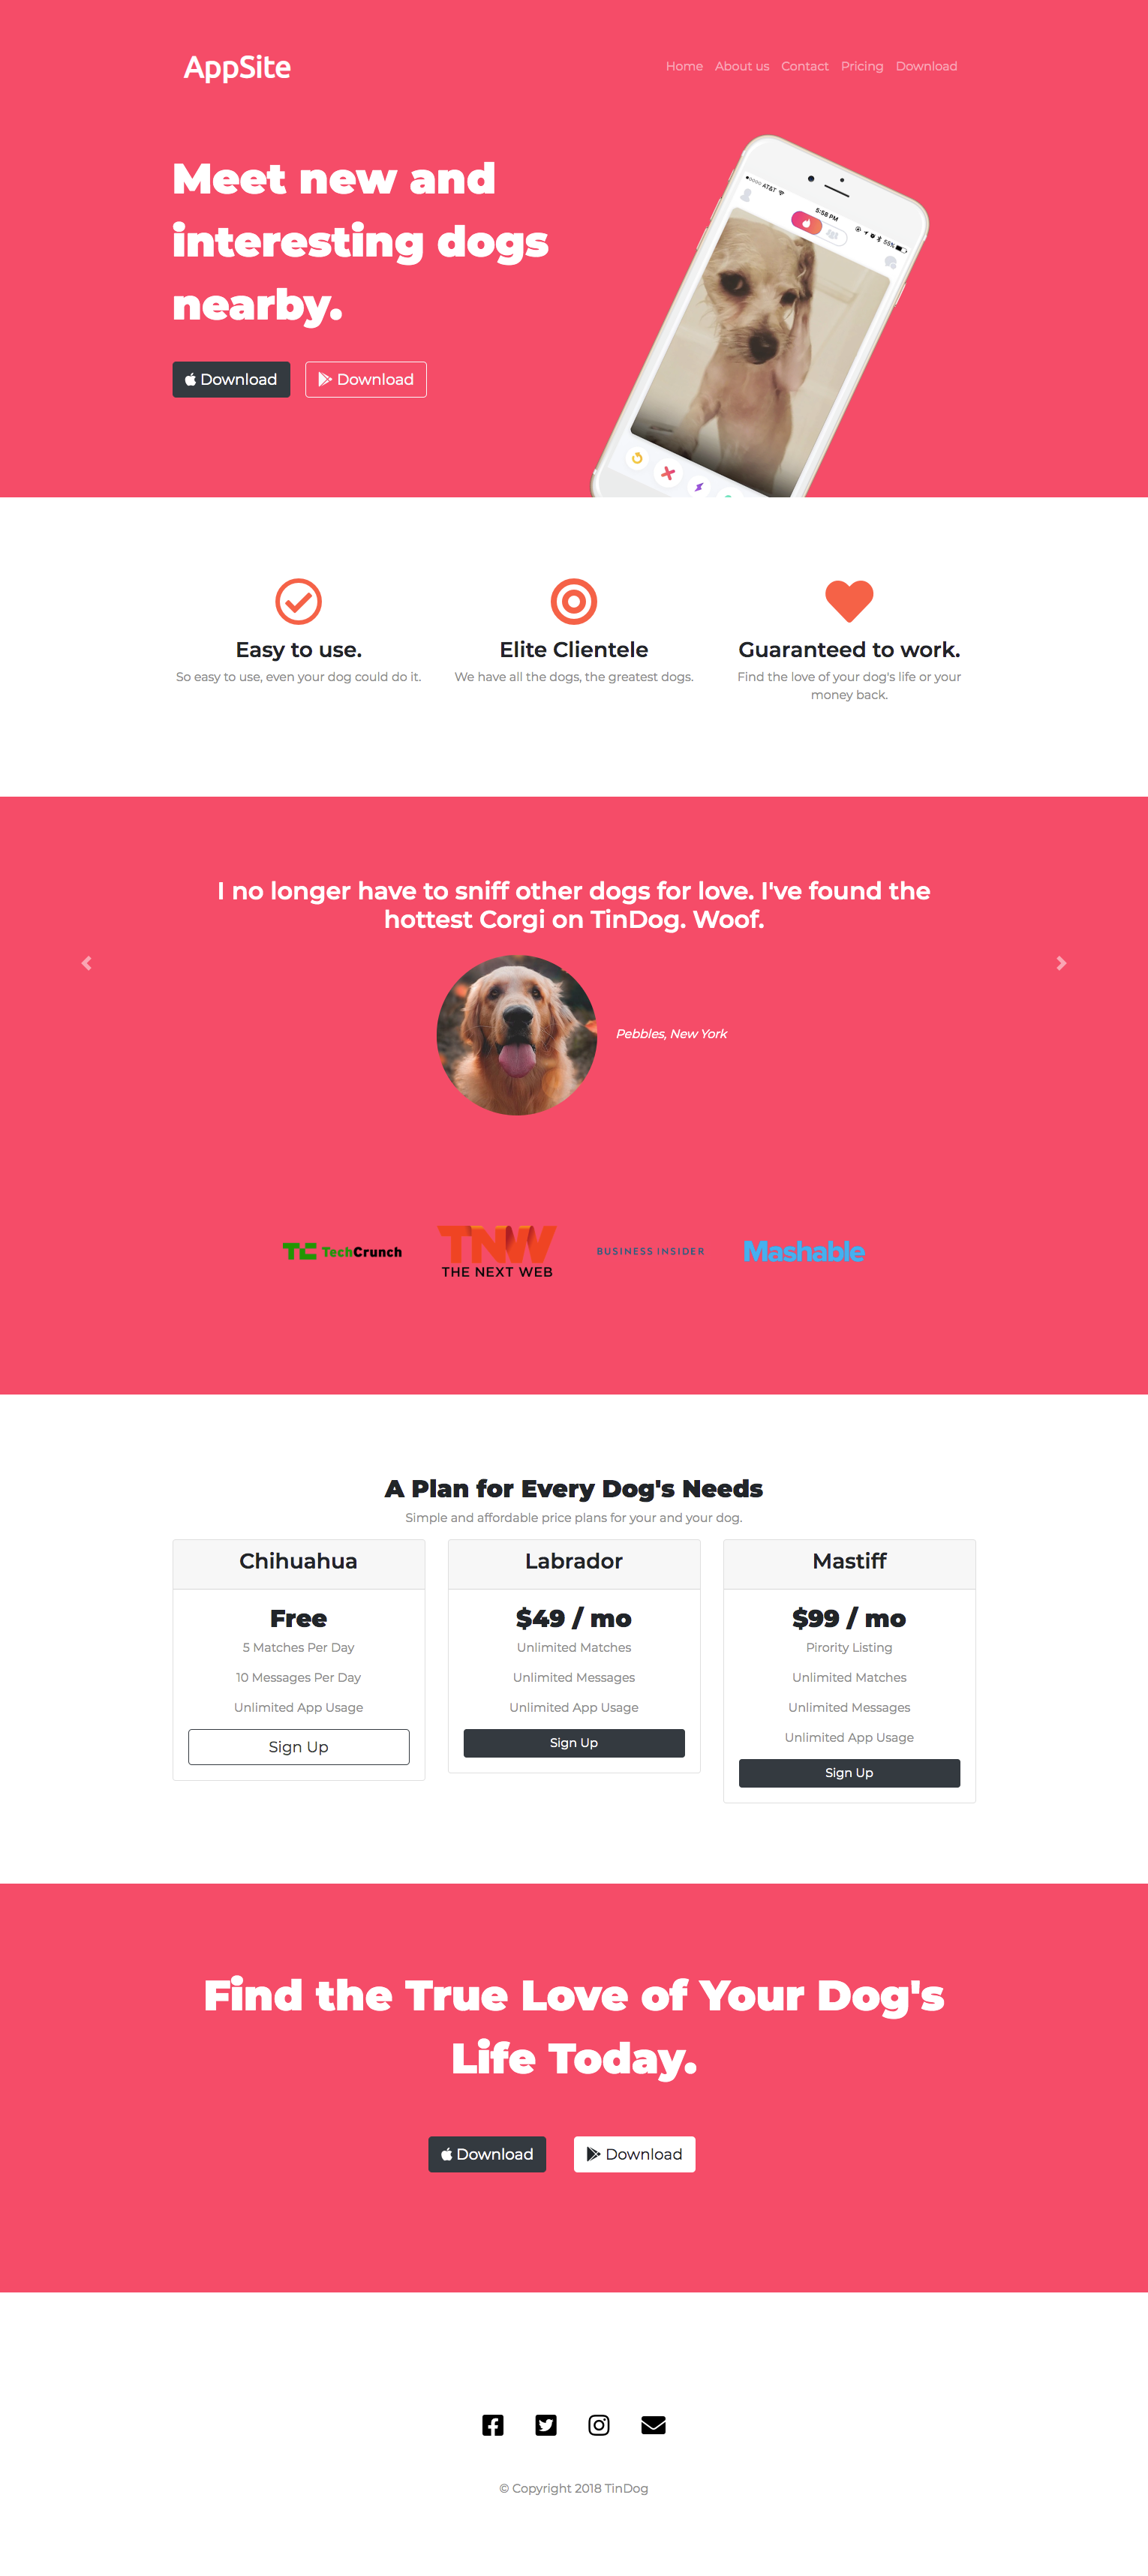 AppSite
Home About us Contact Pricing Download
Meet new and
interesting dogs
nearby.
Download
Download
AT&T
5:58 PM
55%
Easy to use.
So easy to use, even your dog could do it.
Elite Clientele
We have all the dogs, the greatest dogs.
Guaranteed to work.
Find the love of your dog's life or your
money back.
I no longer have to sniff other dogs for love. I've found the
hottest Corgi on TinDog. Woof.
Pebbles, New York
TC TechCrunch
TNW
THE NEXT WEB
BUSINESS INSIDER
Mashable
A Plan for Every Dog's Needs
Simple and affordable price plans for your and your dog.
Chihuahua
Free
5 Matches Per Day
10 Messages Per Day
Unlimited App Usage
Sign Up
Labrador
$49 / mo
Unlimited Matches
Unlimited Messages
Unlimited App Usage
Sign Up
Mastiff
$99 / mo
Pirority Listing
Unlimited Matches
Unlimited Messages
Unlimited App Usage
Sign Up
Find the True Love of Your Dog's
Life Today.
Download
Download
© Copyright 2018 TinDog